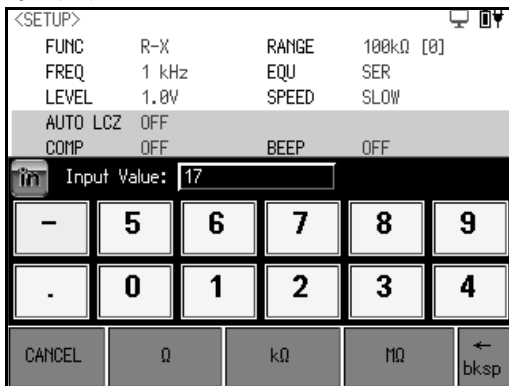 <SETUP>
FUNC R-X RANGE 100kΩ [0]
FREQ 1 kHz EQU SER
LEVEL 1.0V SPEED SLOW
AUTO LCZ OFF
COMP OFF BEEP OFF
in Input Value: 17
- 5 6 7 8 9
. 0 1 2 3 4
CANCEL Ω kΩ MΩ ← bksp